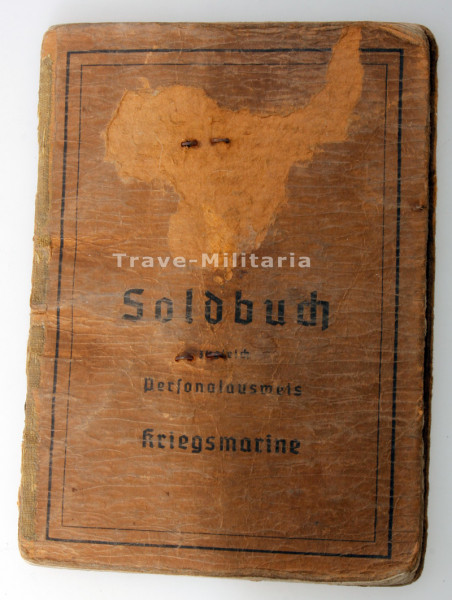 Trave-Militaria
Soldbuch
Personalausweis
Kriegsmarine